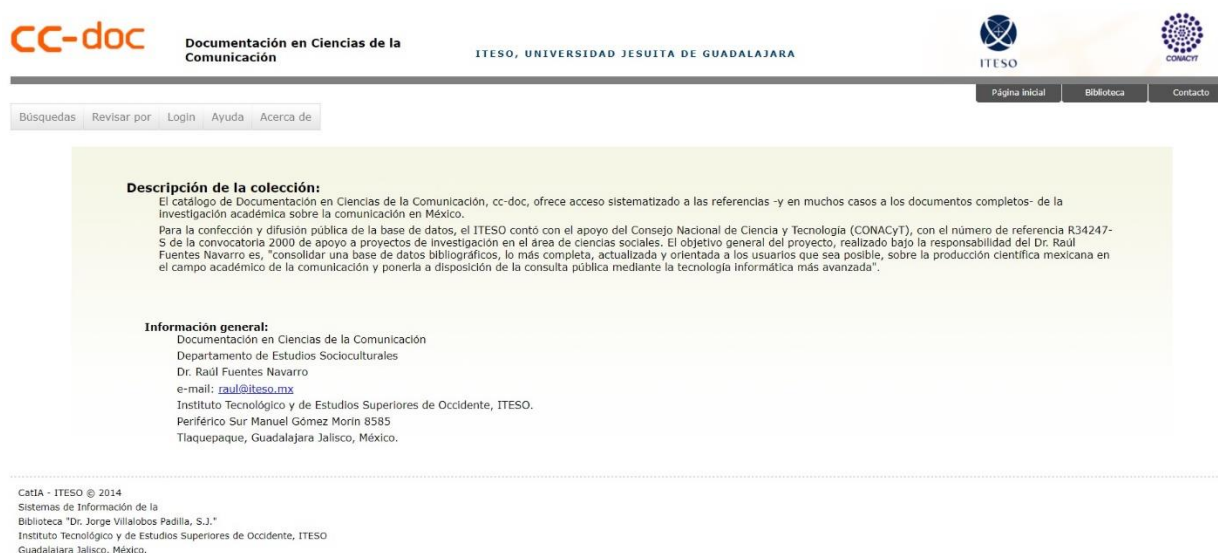 cc-doc
Documentación en Ciencias de la
Comunicación
ITESO, UNIVERSIDAD JESUITA DE GUADALAJARA
ITESO
CONACYT
Página inicial
Biblioteca
Contacto
Búsquedas Revisar por Login Ayuda Acerca de
Descripción de la colección:
El catálogo de Documentación en Ciencias de la Comunicación, cc-doc, ofrece acceso sistematizado a las referencias -y en muchos casos a los documentos completos- de la
investigación académica sobre la comunicación en México.
Para la confección y difusión pública de la base de datos, el ITESO contó con el apoyo del Consejo Nacional de Ciencia y Tecnología (CONACyT), con el número de referencia R34247-
S de la convocatoria 2000 de apoyo a proyectos de investigación en el área de ciencias sociales. El objetivo general del proyecto, realizado bajo la responsabilidad del Dr. Raúl
Fuentes Navarro es, "consolidar una base de datos bibliográficos, lo más completa, actualizada y orientada a los usuarios que sea posible, sobre la producción científica mexicana en
el campo académico de la comunicación y ponerla a disposición de la consulta pública mediante la tecnología informática más avanzada".
Información general:
Documentación en Ciencias de la Comunicación
Departamento de Estudios Socioculturales
Dr. Raúl Fuentes Navarro
e-mail: raul@iteso.mx
Instituto Tecnológico y de Estudios Superiores de Occidente, ITESO.
Periférico Sur Manuel Gómez Morin 8585
Tlaquepaque, Guadalajara Jalisco, México.
CatIA - ITESO © 2014
Sistemas de Información de la
Biblioteca "Dr. Jorge Villalobos Padilla, S.J."
Instituto Tecnológico y de Estudios Superiores de Occidente, ITESO
Guadalajara Jalisco, México.